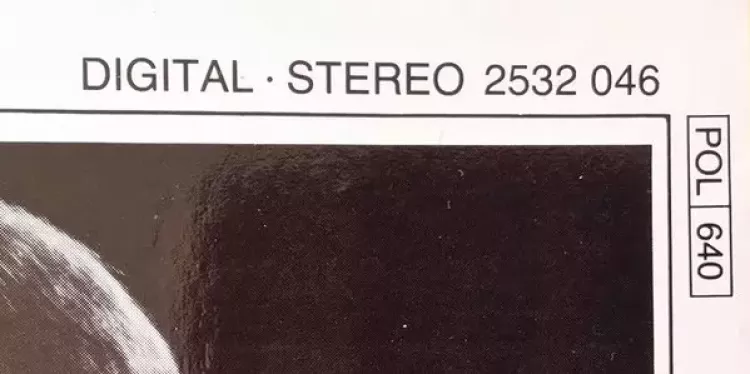 DIGITAL · STEREO 2532 046
POL 640